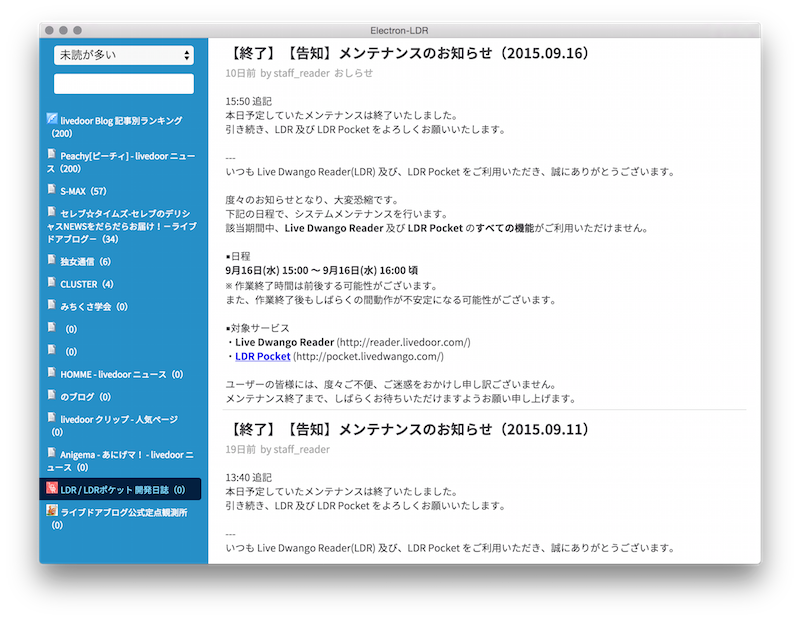 Electron-LDR
未読が多い
livedoor Blog 記事別ランキング
（200）
Peachy[ピーチィ] - livedoor ニュー
ス（200）
S-MAX（57）
セレブ☆タイムズ-セレブのデリシ
ャスNEWSをだらだらお届け！－ライブ
ドアブログー（34）
独女通信（6）
CLUSTER（4）
みちくさ学会（0）
（0）
（0）
HOMME - livedoor ニュース（0）
のブログ（0）
livedoor クリップ - 人気ページ
（0）
Anigema - あにげマ！ - livedoor ニ
ュース（0）
LDR / LDRポケット 開発日誌（0）
ライブドアブログ公式定点観測所
（0）
【終了】【告知】メンテナンスのお知らせ（2015.09.16）
10日前 by staff_reader おしらせ
15:50 追記
本日予定していたメンテナンスは終了いたしました。
引き続き、LDR 及び LDR Pocket をよろしくお願いいたします。
---
いつも Live Dwango Reader(LDR) 及び、LDR Pocket をご利用いただき、誠にありがとうございます。
度々のお知らせとなり、大変恐縮です。
下記の日程で、システムメンテナンスを行います。
該当期間中、Live Dwango Reader 及び LDR Pocket のすべての機能がご利用いただけません。
▪日程
9月16日(水) 15:00 〜 9月16日(水) 16:00 頃
※ 作業終了時間は前後する可能性がございます。
また、作業終了後もしばらくの間動作が不安定になる可能性がございます。
▪対象サービス
・Live Dwango Reader (http://reader.livedoor.com/)
・LDR Pocket (http://pocket.livedwango.com/)
ユーザーの皆様には、度々ご不便、ご迷惑をおかけし申し訳ございません。
メンテナンス終了まで、しばらくお待ちいただけますようお願い申し上げます。
【終了】【告知】メンテナンスのお知らせ（2015.09.11）
19日前 by staff_reader
13:40 追記
本日予定していたメンテナンスは終了いたしました。
引き続き、LDR 及び LDR Pocket をよろしくお願いいたします。
---
いつも Live Dwango Reader(LDR) 及び、LDR Pocket をご利用いただき、誠にありがとうございます。